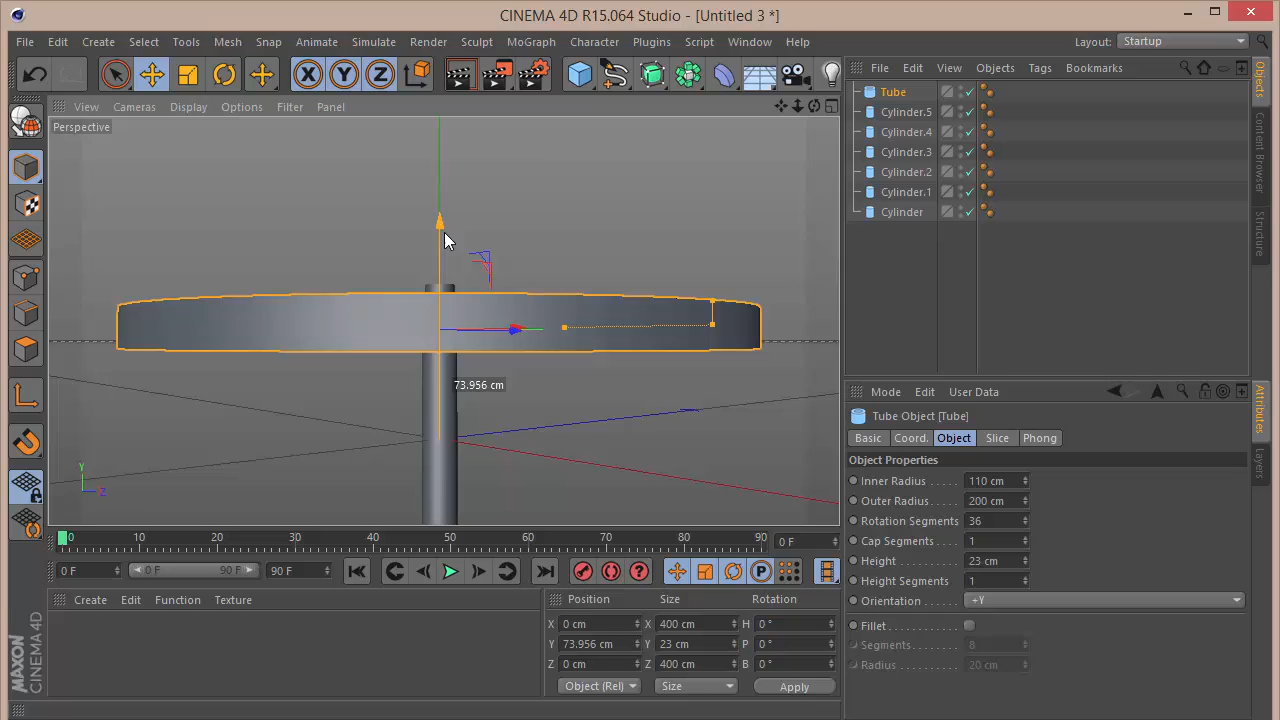 CINEMA 4D R15.064 Studio - [Untitled 3 *]
File Edit Create Select Tools Mesh Snap Animate Simulate Render Sculpt MoGraph Character Plugins Script Window Help
Layout: Startup
X Y Z
File Edit View Objects Tags Bookmarks
View Cameras Display Options Filter Panel
Perspective
Tube
Cylinder.5
Cylinder.4
Cylinder.3
Cylinder.2
Cylinder.1
Cylinder
Objects
Content Browser
Structure
73.956 cm
Y
Z
Mode Edit User Data
Tube Object [Tube]
Basic Coord. Object Slice Phong
Object Properties
Inner Radius . . . . . 110 cm
Outer Radius . . . . . 200 cm
Rotation Segments 36
Cap Segments . . . . 1
Height . . . . . . . . . . 23 cm
Height Segments . . 1
Orientation . . . . . . . +Y
Fillet . . . . . . . . . . .
Segments . . . . . . . . 8
Radius . . . . . . . . . . 20 cm
Attributes
Layers
0 10 20 30 40 50 60 70 80 90
0 F
0 F 0 F 90 F 90 F
P
Create Edit Function Texture
Position Size Rotation
X 0 cm X 400 cm H 0 °
Y 73.956 cm Y 23 cm P 0 °
Z 0 cm Z 400 cm B 0 °
Object (Rel) Size Apply
MAXON
CINEMA 4D